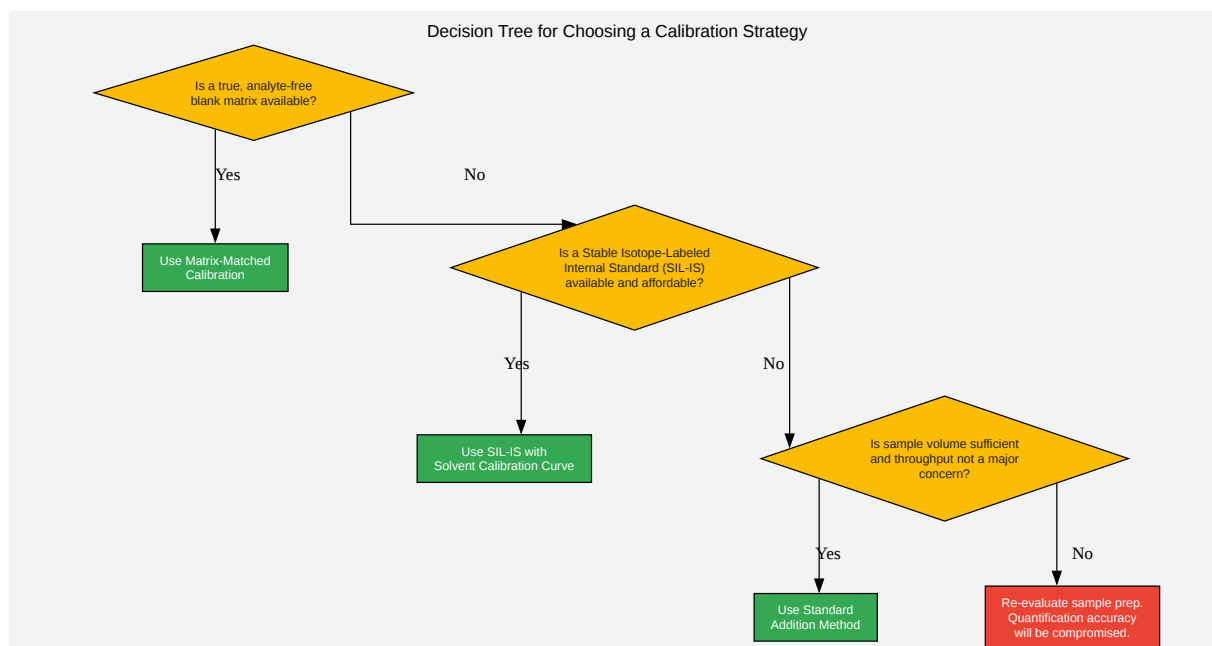 Decision Tree for Choosing a Calibration Strategy
Is a true, analyte-free
blank matrix available?
Yes
No
Use Matrix-Matched
Calibration
Is a Stable Isotope-Labeled
Internal Standard (SIL-IS)
available and affordable?
Yes
No
Use SIL-IS with
Solvent Calibration Curve
Is sample volume sufficient
and throughput not a major
concern?
Yes
No
Use Standard
Addition Method
Re-evaluate sample prep.
Quantification accuracy
will be compromised.